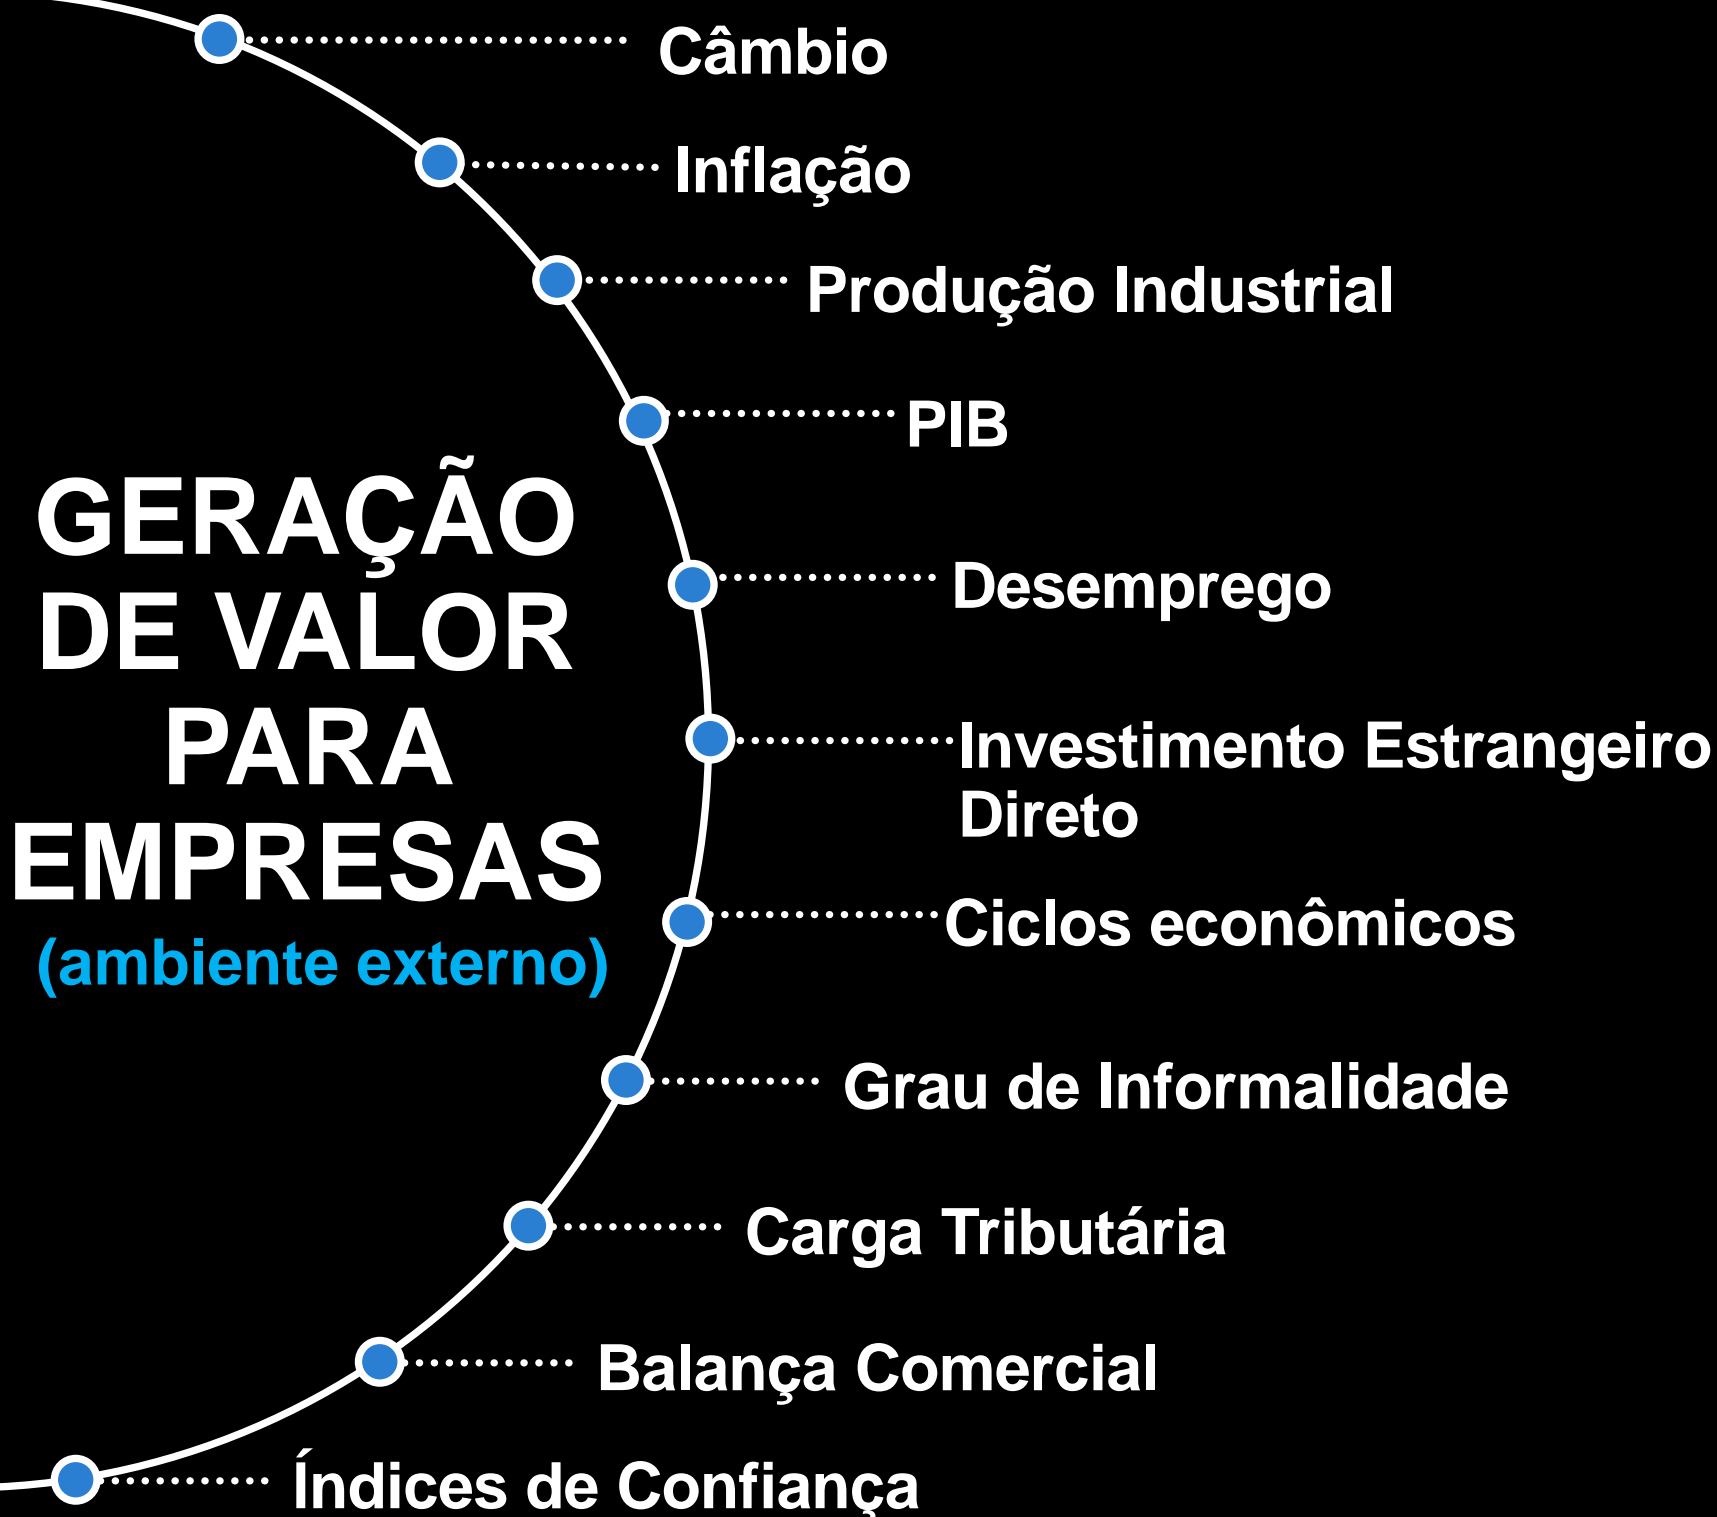 Câmbio
Inflação
Produção Industrial
PIB
GERAÇÃO
DE VALOR
PARA
EMPRESAS
(ambiente externo)
Desemprego
Investimento Estrangeiro
Direto
Ciclos econômicos
Grau de Informalidade
Carga Tributária
Balança Comercial
Índices de Confiança